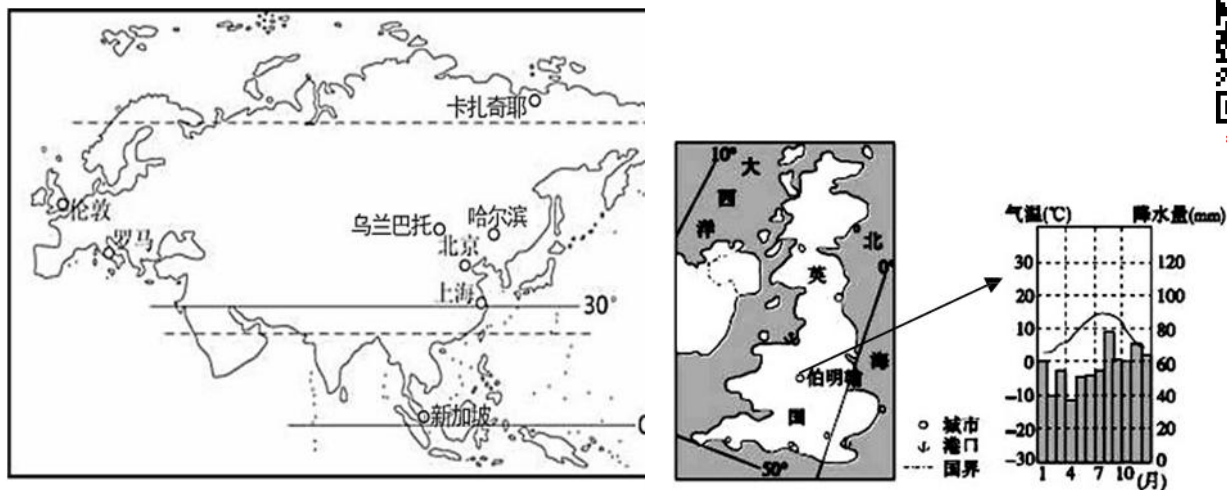 卡扎奇耶
伦敦
罗马
乌兰巴托
哈尔滨
北京
上海
30°
新加坡
0
10°
大
西
洋
北
海
0°
英
国
伯明翰
50°
城市
港口
国界
气温(℃)
降水量(mm)
30
20
10
0
-10
-20
-30
120
100
80
60
40
20
0
1 4 7 10 (月)